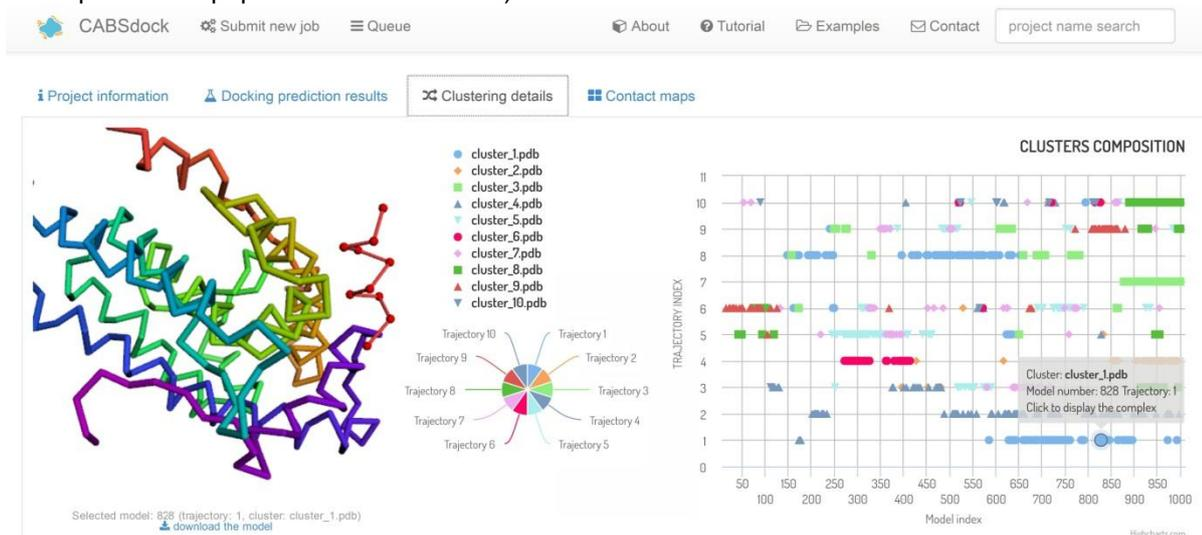 CABSdock Submit new job Queue About Tutorial Examples Contact project name search
Project information Docking prediction results Clustering details Contact maps
cluster_1.pdb
cluster_2.pdb
cluster_3.pdb
cluster_4.pdb
cluster_5.pdb
cluster_6.pdb
cluster_7.pdb
cluster_8.pdb
cluster_9.pdb
cluster_10.pdb
Trajectory 10 Trajectory 1
Trajectory 9 Trajectory 2
Trajectory 8 Trajectory 3
Trajectory 7 Trajectory 4
Trajectory 6 Trajectory 5
Selected model: 828 (trajectory: 1, cluster: cluster_1.pdb)
download the model
CLUSTERS COMPOSITION
TRAJECTORY INDEX
11
10
9
8
7
6
5
4
3
2
1
0
Cluster: cluster_1.pdb
Model number: 828 Trajectory: 1
Click to display the complex
50 150 250 350 450 550 650 750 850 950
100 200 300 400 500 600 700 800 900 1000
Model index